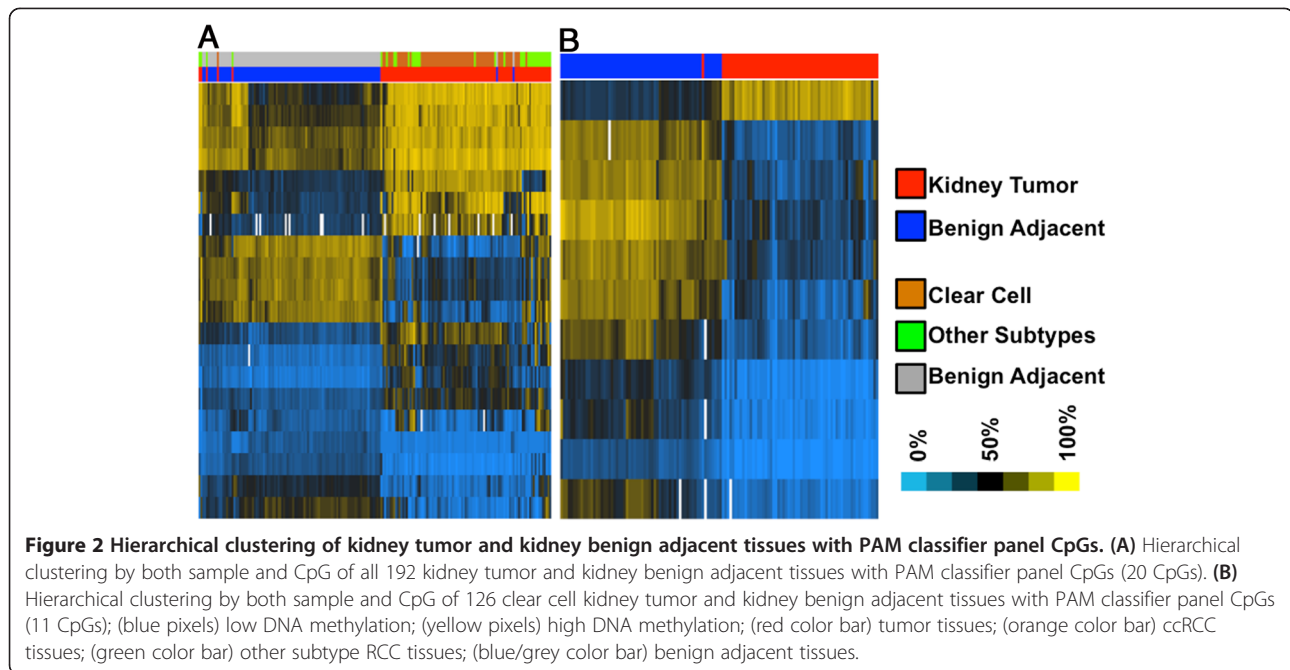 A
B
Kidney Tumor
Benign Adjacent
Clear Cell
Other Subtypes
Benign Adjacent
0%
50%
100%
Figure 2 Hierarchical clustering of kidney tumor and kidney benign adjacent tissues with PAM classifier panel CpGs. (A) Hierarchical
clustering by both sample and CpG of all 192 kidney tumor and kidney benign adjacent tissues with PAM classifier panel CpGs (20 CpGs). (B)
Hierarchical clustering by both sample and CpG of 126 clear cell kidney tumor and kidney benign adjacent tissues with PAM classifier panel CpGs
(11 CpGs); (blue pixels) low DNA methylation; (yellow pixels) high DNA methylation; (red color bar) tumor tissues; (orange color bar) ccRCC
tissues; (green color bar) other subtype RCC tissues; (blue/grey color bar) benign adjacent tissues.